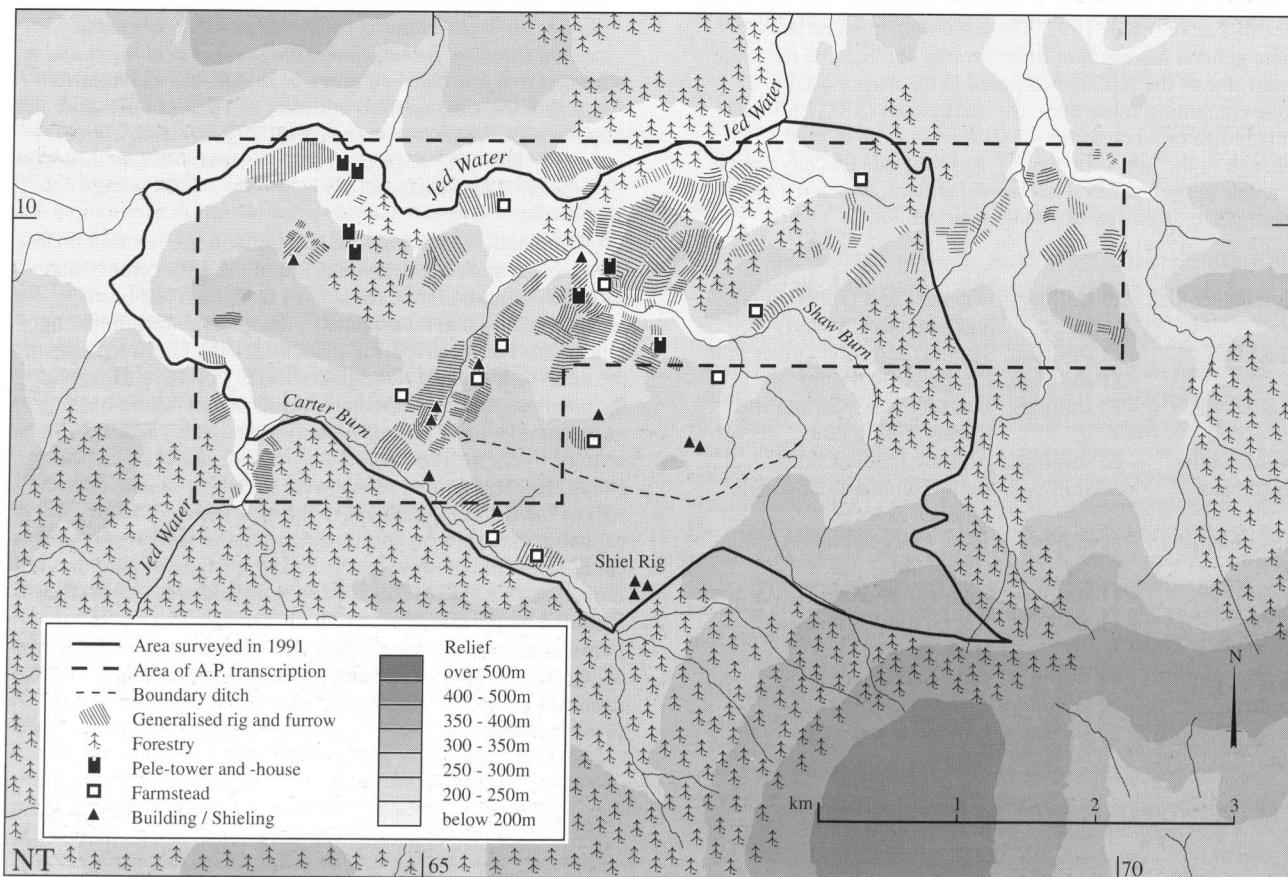 Jed Water
Jed Water
10
Shaw Burn
Carter Burn
Jed Water
Shiel Rig
Area surveyed in 1991
Area of A.P. transcription
Boundary ditch
Generalised rig and furrow
Forestry
Pele-tower and -house
Farmstead
Building / Shieling
Relief
over 500m
400 - 500m
350 - 400m
300 - 350m
250 - 300m
200 - 250m
below 200m
N
km
1
2
3
NT
65
70